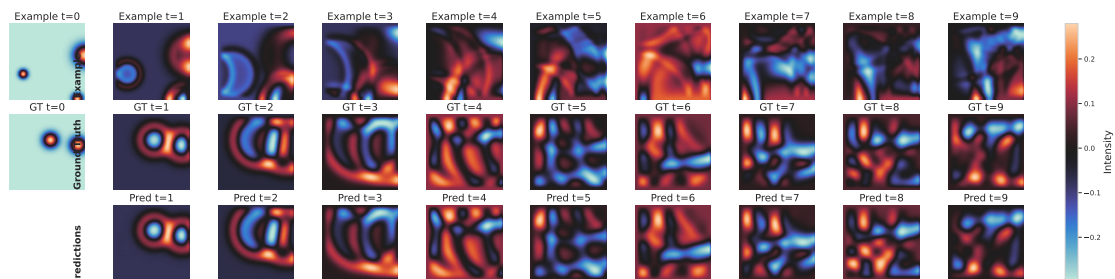 Example t=0 Example t=1 Example t=2 Example t=3 Example t=4 Example t=5 Example t=6 Example t=7 Example t=8 Example t=9
GT t=0 GT t=1 GT t=2 GT t=3 GT t=4 GT t=5 GT t=6 GT t=7 GT t=8 GT t=9
Ground truth
Pred t=1 Pred t=2 Pred t=3 Pred t=4 Pred t=5 Pred t=6 Pred t=7 Pred t=8 Pred t=9
redictions
0.2
0.1
0.0
−0.1
−0.2
Intensity